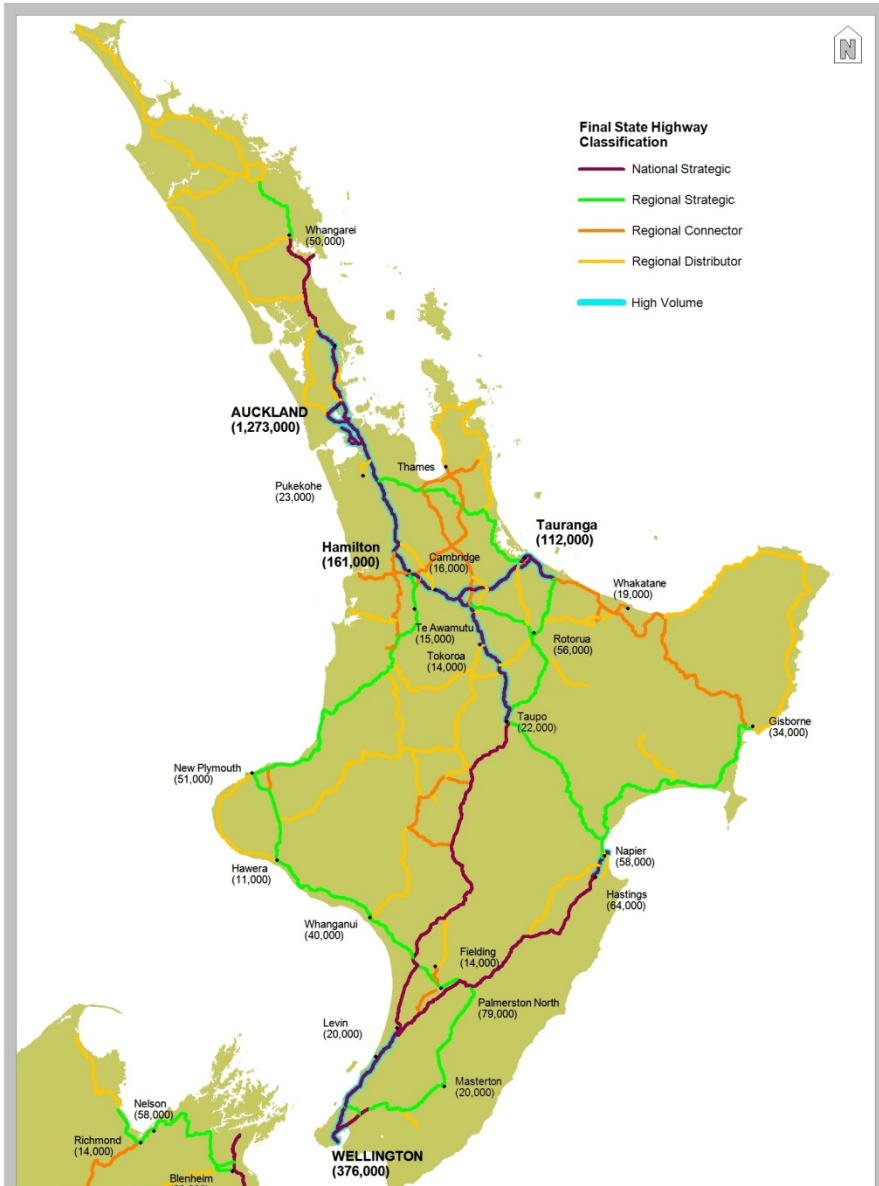 N
Final State Highway
Classification
National Strategic
Regional Strategic
Regional Connector
Regional Distributor
High Volume
Whangarei
(50,000)
AUCKLAND
(1,273,000)
Thames
Pukekohe
(23,000)
Tauranga
(112,000)
Hamilton
(161,000)
Cambridge
(16,000)
Whakatane
(19,000)
Te Awamutu
(15,000)
Rotorua
(56,000)
Tokoroa
(14,000)
Taupo
(22,000)
Gisborne
(34,000)
New Plymouth
(51,000)
Napier
(58,000)
Hawera
(11,000)
Hastings
(64,000)
Whanganui
(40,000)
Fielding
(14,000)
Palmerston North
(79,000)
Levin
(20,000)
Masterton
(20,000)
Nelson
(58,000)
Richmond
(14,000)
WELLINGTON
(376,000)
Blenheim